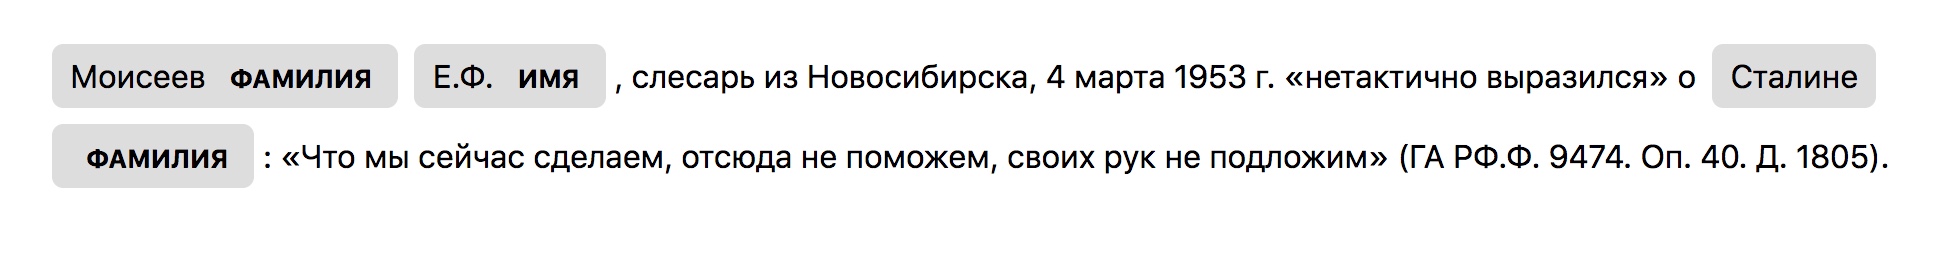 Моисеев ФАМИЛИЯ Е.Ф. ИМЯ , слесарь из Новосибирска, 4 марта 1953 г. «нетактично выразился» о Сталине
ФАМИЛИЯ : «Что мы сейчас сделаем, отсюда не поможем, своих рук не подложим» (ГА РФ.Ф. 9474. Оп. 40. Д. 1805).